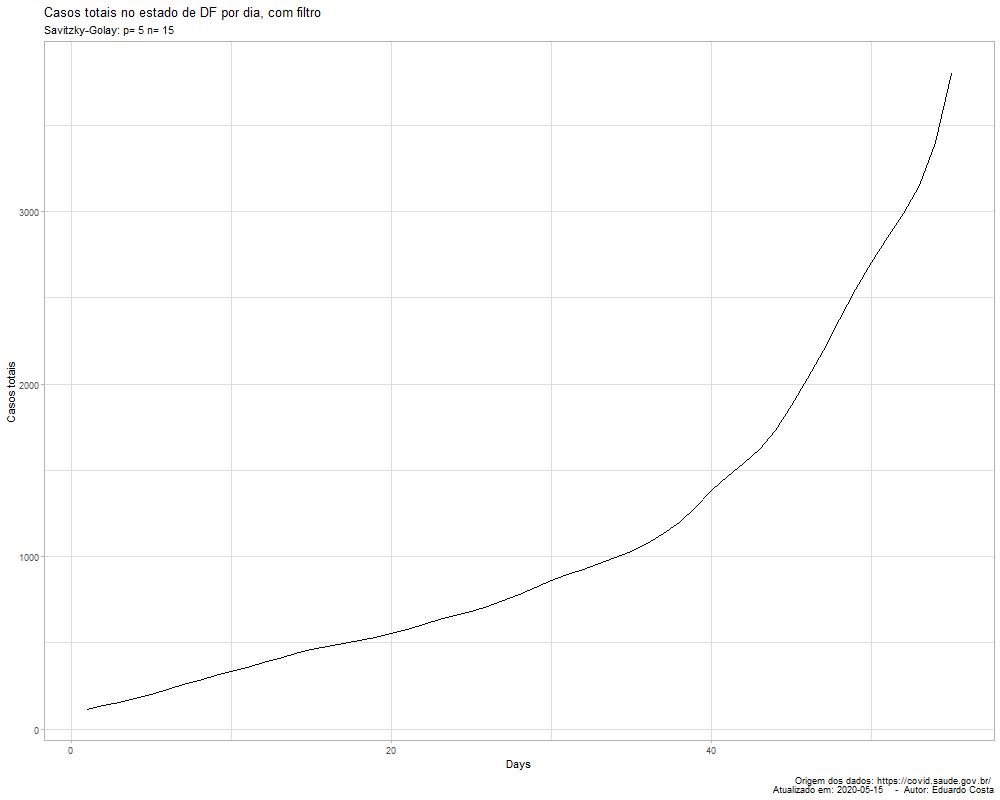 Casos totais no estado de DF por dia, com filtro
Savitzky-Golay: p= 5 n= 15
Casos totais
3000
2000
1000
0
0 20 40
Days
Origem dos dados: https://covid.saude.gov.br/
Atualizado em: 2020-05-15 - Autor: Eduardo Costa